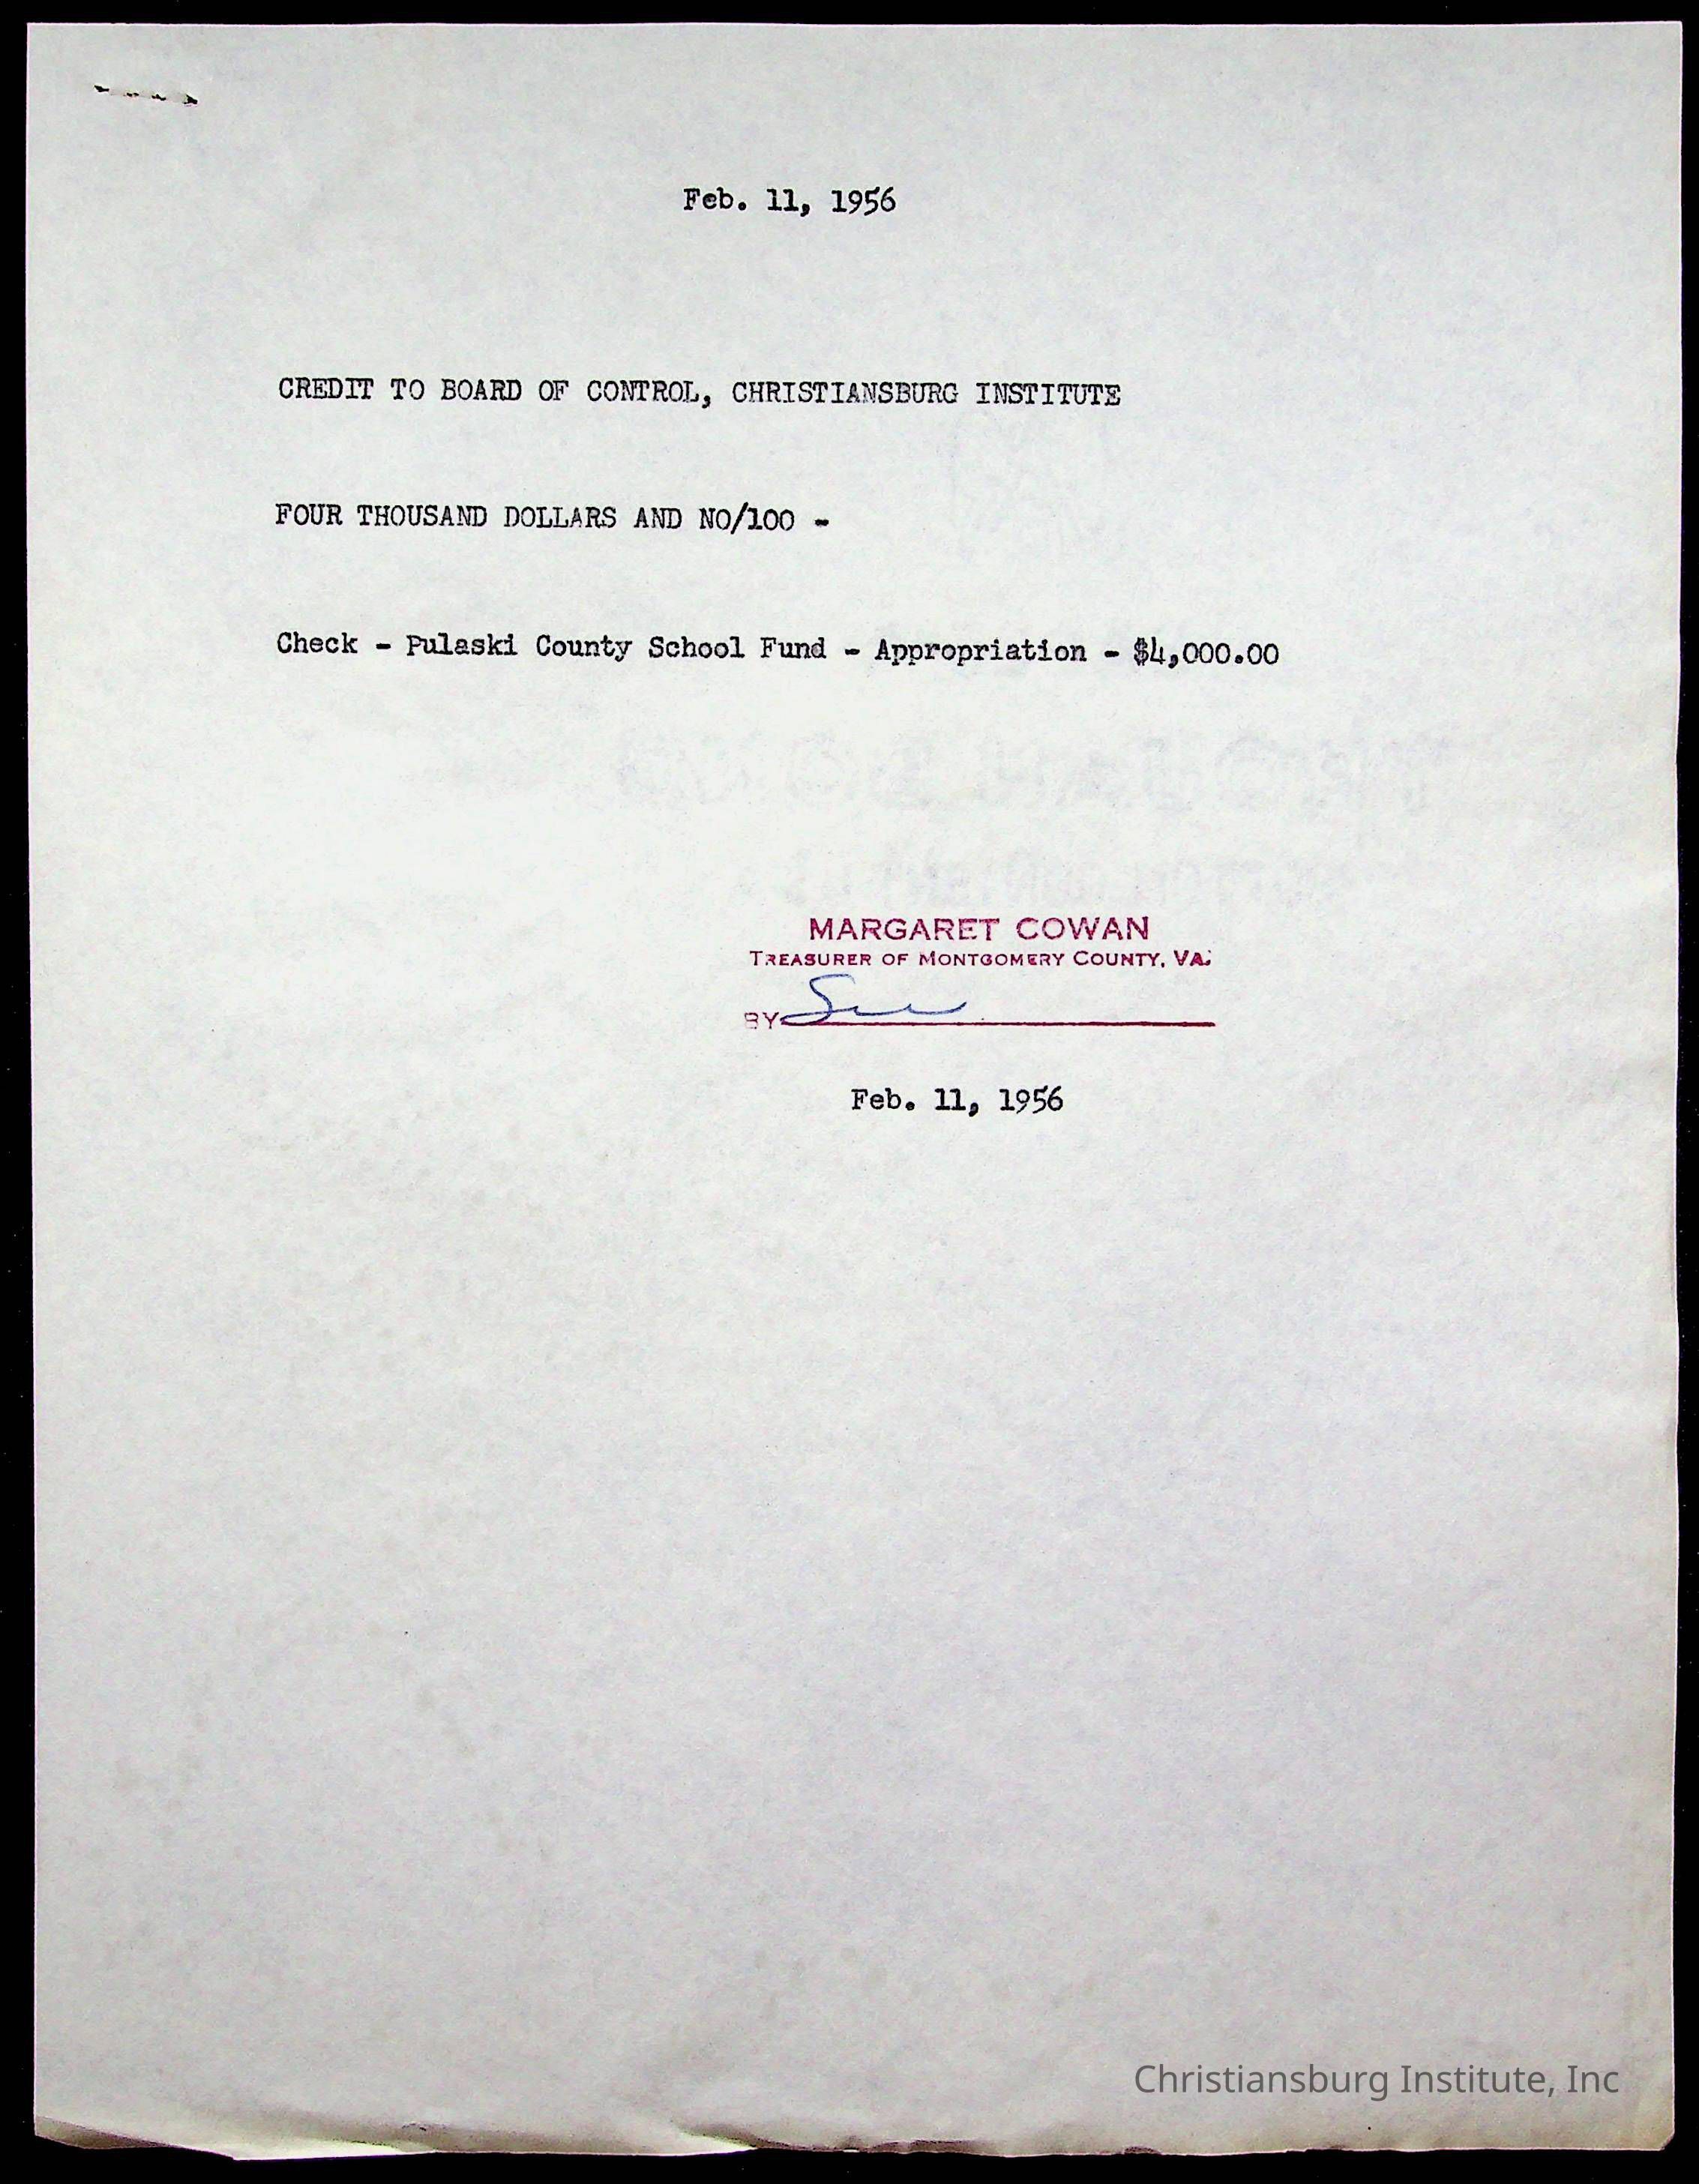 Feb. 11, 1956
CREDIT TO BOARD OF CONTROL, CHRISTIANSBURG INSTITUTE
FOUR THOUSAND DOLLARS AND NO/100 -
Check - Pulaski County School Fund - Appropriation - $4,000.00
MARGARET COWAN
TREASURER OF MONTGOMERY COUNTY, VA.
BY
Feb. 11, 1956
Christiansburg Institute, Inc